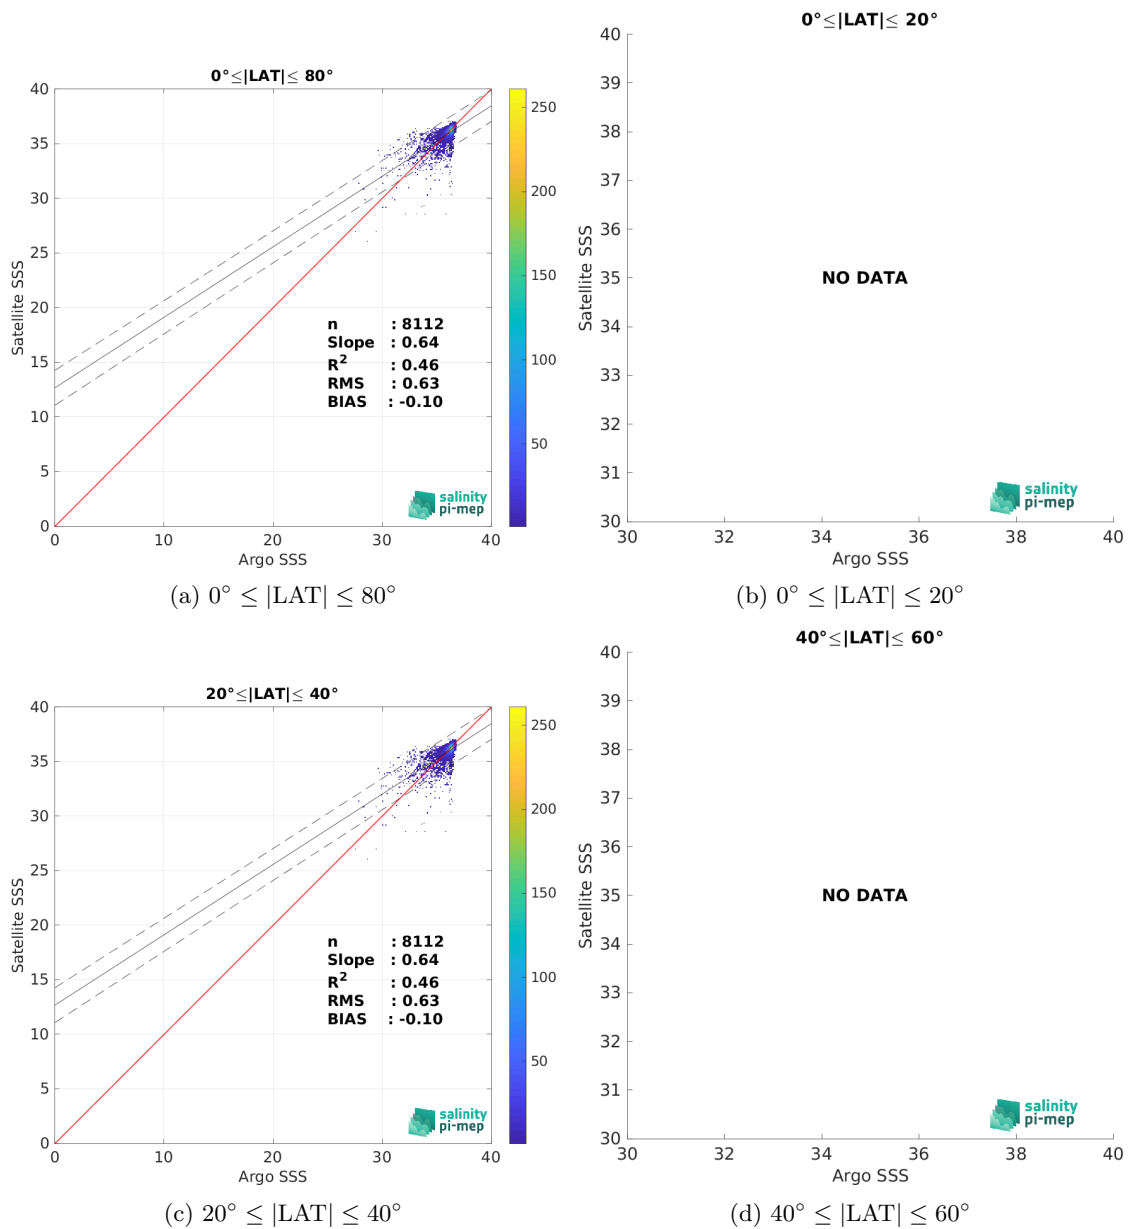 0°≤|LAT|≤ 80°
40
35
30
25
20
15
10
5
0
Satellite SSS
n : 8112
Slope : 0.64
R² : 0.46
RMS : 0.63
BIAS : -0.10
salinity
pi-mep
0 10 20 30 40
Argo SSS
250
200
150
100
50
(a) 0° ≤ |LAT| ≤ 80°
0°≤|LAT|≤ 20°
40
39
38
37
36
35
34
33
32
31
30
Satellite SSS
NO DATA
salinity
pi-mep
30 32 34 36 38 40
Argo SSS
(b) 0° ≤ |LAT| ≤ 20°
20°≤|LAT|≤ 40°
40
35
30
25
20
15
10
5
0
Satellite SSS
n : 8112
Slope : 0.64
R² : 0.46
RMS : 0.63
BIAS : -0.10
salinity
pi-mep
0 10 20 30 40
Argo SSS
250
200
150
100
50
(c) 20° ≤ |LAT| ≤ 40°
40°≤|LAT|≤ 60°
40
39
38
37
36
35
34
33
32
31
30
Satellite SSS
NO DATA
salinity
pi-mep
30 32 34 36 38 40
Argo SSS
(d) 40° ≤ |LAT| ≤ 60°